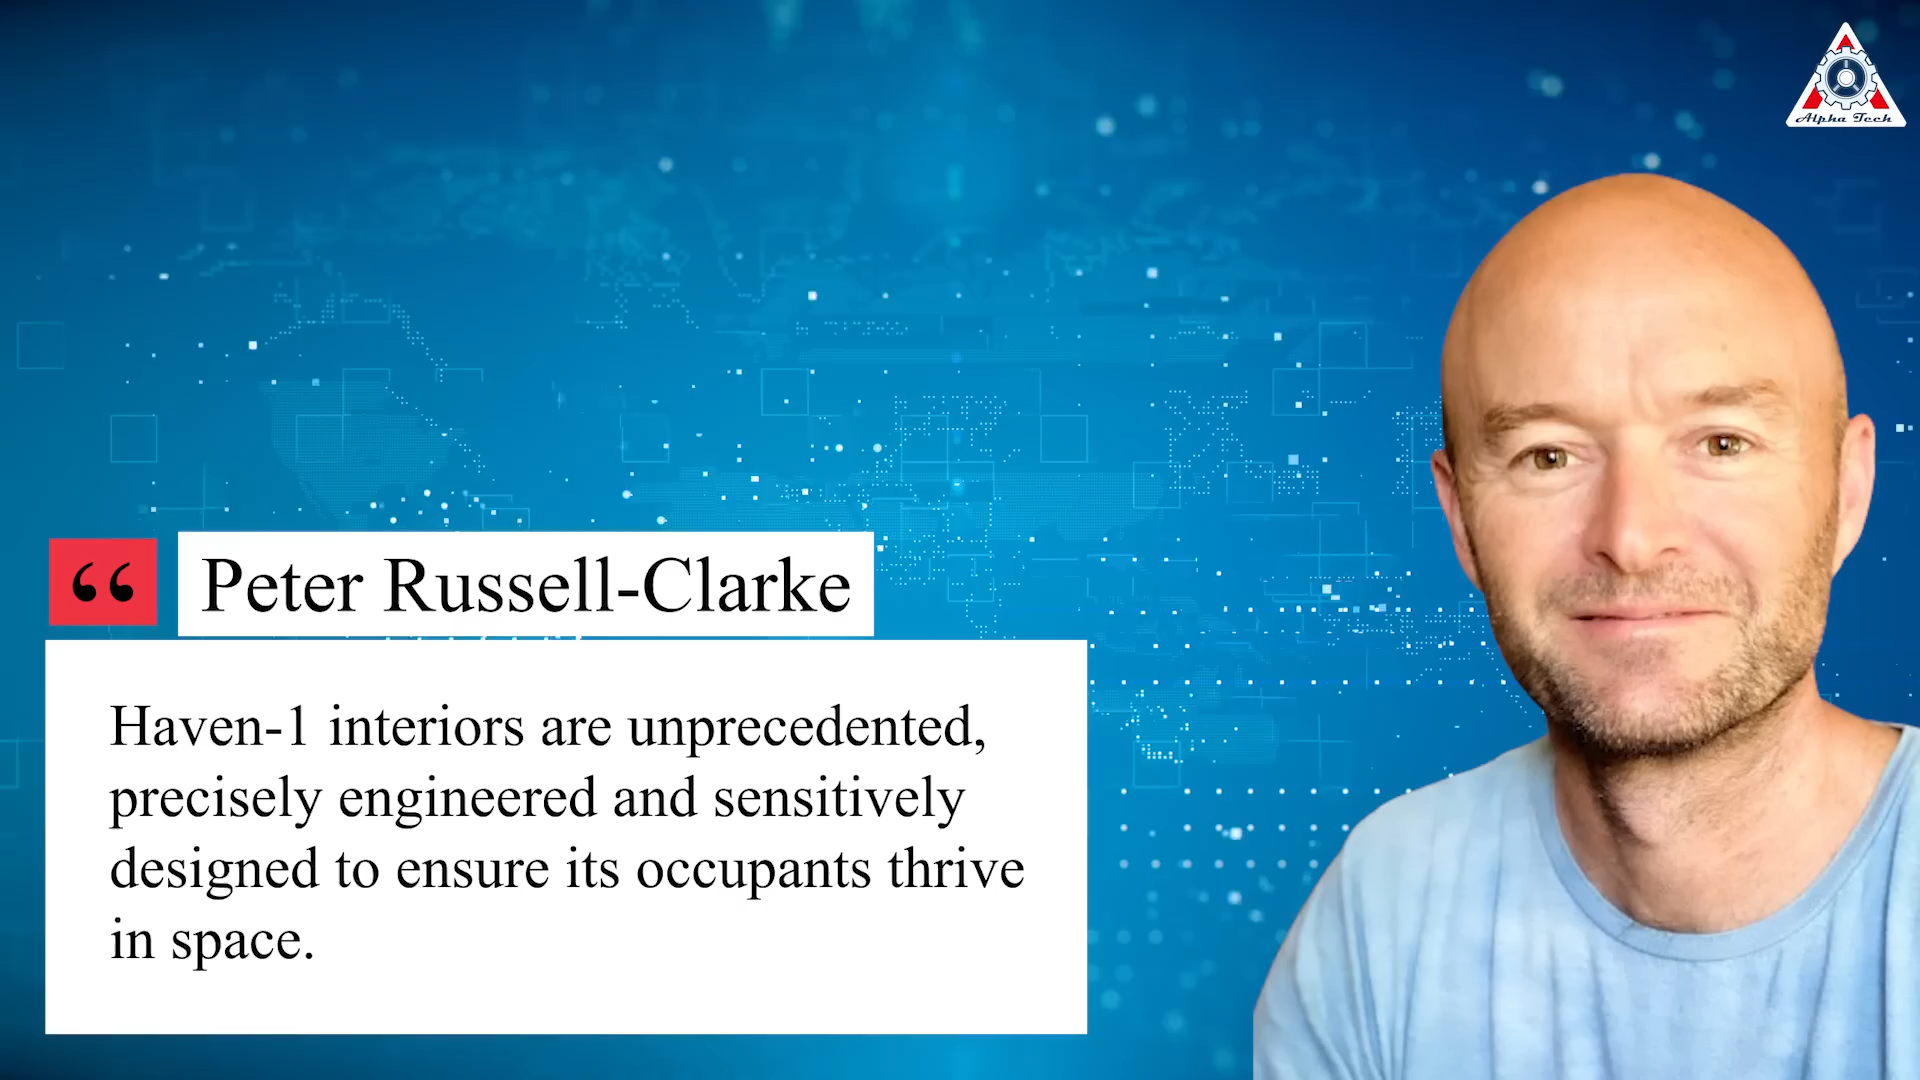 Alpha Tech
“ Peter Russell-Clarke
Haven-1 interiors are unprecedented,
precisely engineered and sensitively
designed to ensure its occupants thrive
in space.